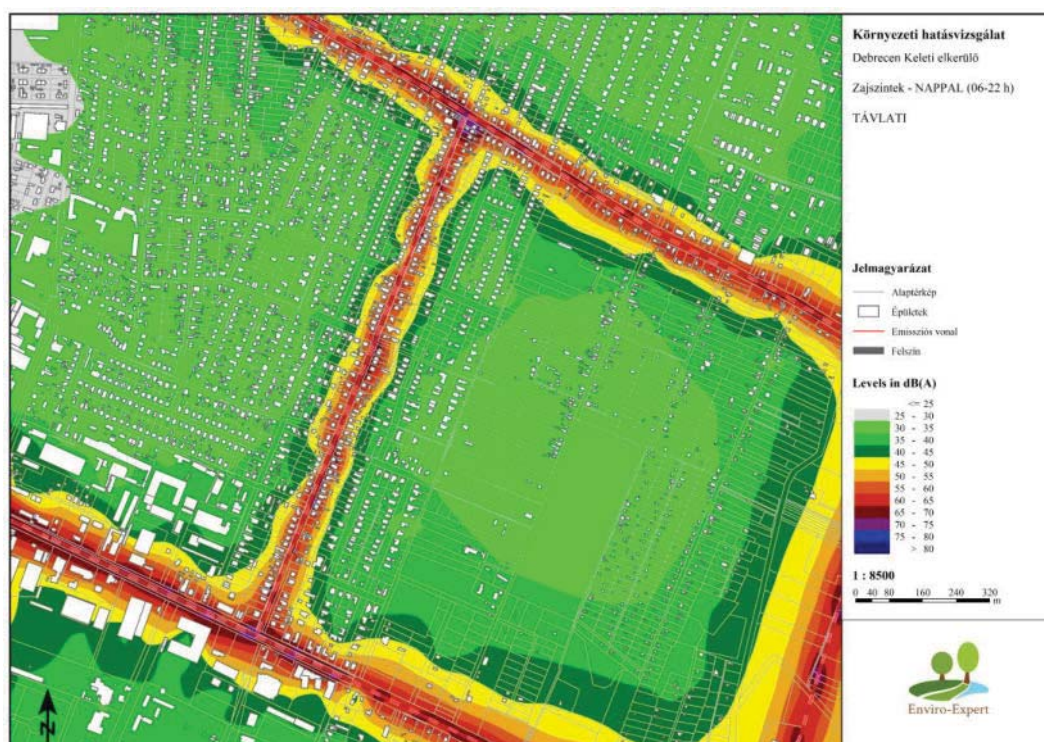 Környezeti hatásvizsgálat
Debrecen Keleti elkerülő
Zajszintek - NAPPAL (06-22 h)
TÁVLATI
Jelmagyarázat
Alaptérkép
Épületek
Emissziós vonal
Felszín
Levels in dB(A)
<= 25
25 - 30
30 - 35
35 - 40
40 - 45
45 - 50
50 - 55
55 - 60
60 - 65
65 - 70
70 - 75
75 - 80
> 80
1 : 8500
0 40 80 160 240 320
m
Enviro-Expert
N